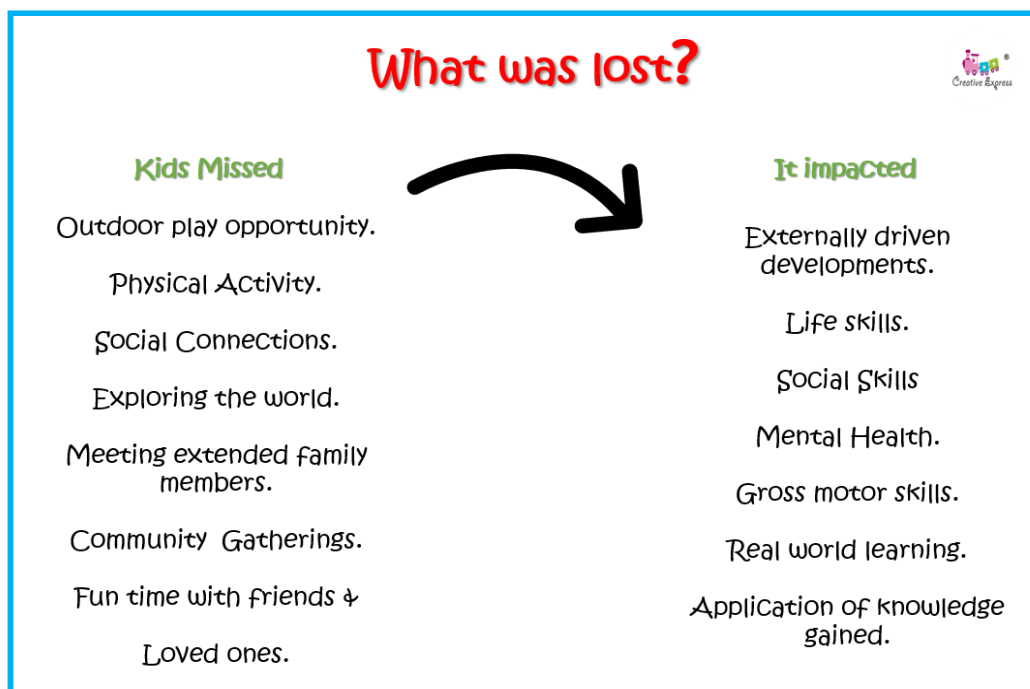 What was lost?
®
Creative Express
Kids Missed
Outdoor play opportunity.
Physical Activity.
Social Connections.
Exploring the world.
Meeting extended family
members.
Community Gatherings.
Fun time with friends &
Loved ones.
It impacted
Externally driven
developments.
Life skills.
Social Skills
Mental Health.
Gross motor skills.
Real world learning.
Application of knowledge
gained.